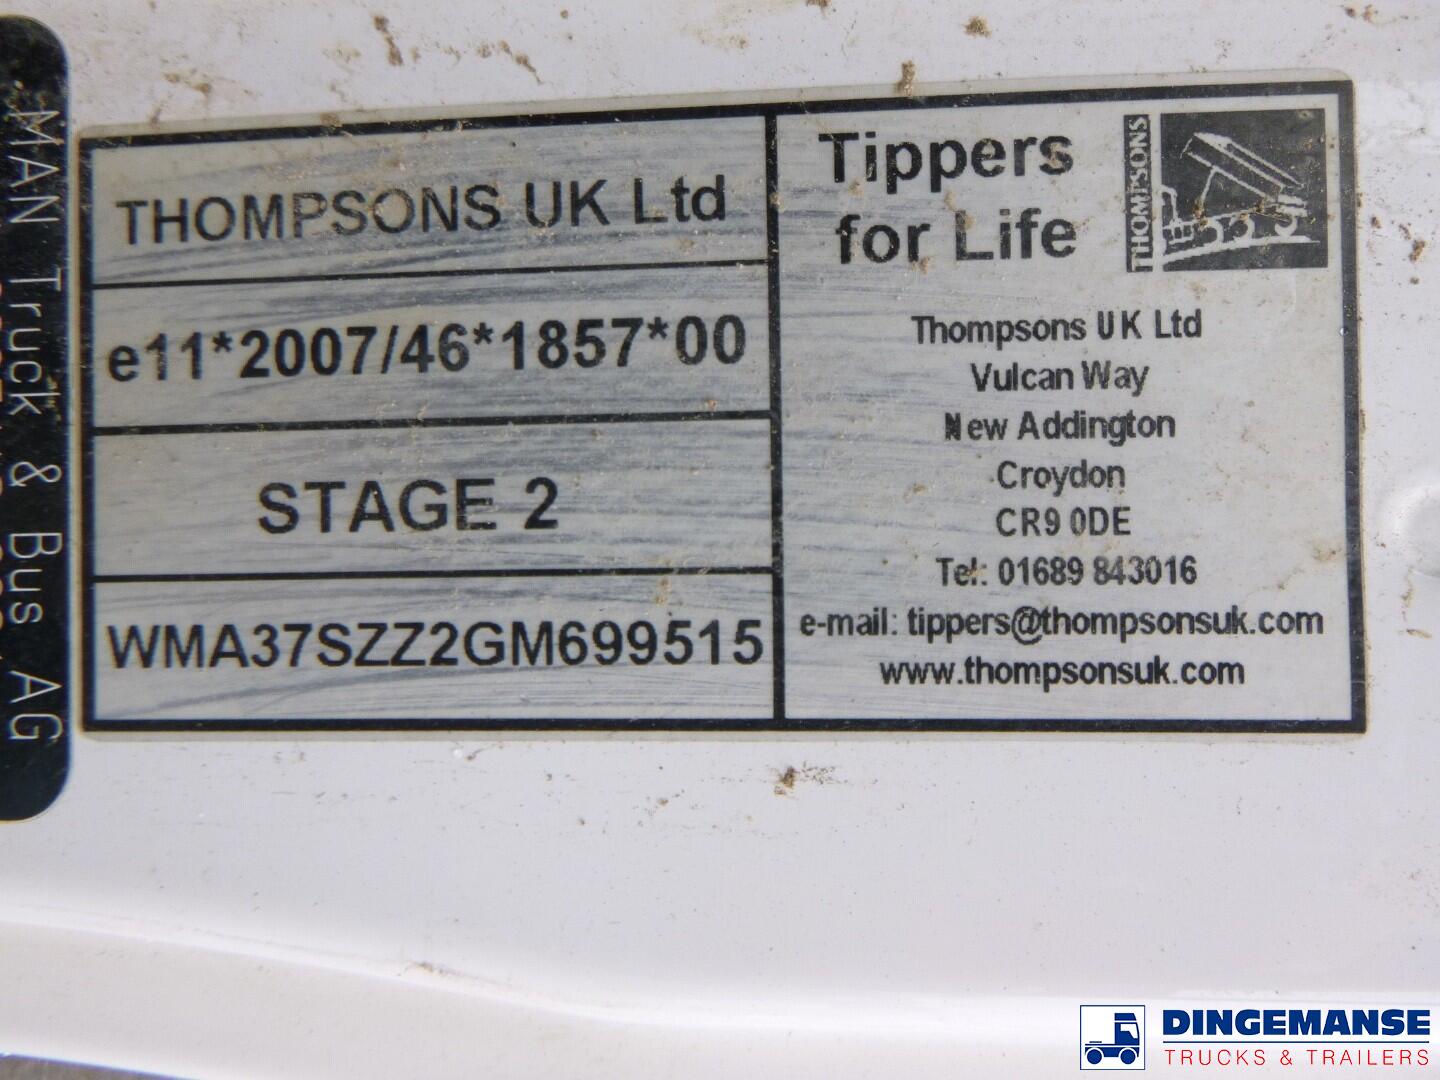 MAN Truck & Bus AG
THOMPSONS UK Ltd
e11*2007/46*1857*00
STAGE 2
WMA37SZZ2GM699515
Tippers
for Life
THOMPSONS
Thompsons UK Ltd
Vulcan Way
New Addington
Croydon
CR9 0DE
Tel: 01689 843016
e-mail: tippers@thompsonsuk.com
www.thompsonsuk.com
DINGEMANSE
TRUCKS & TRAILERS